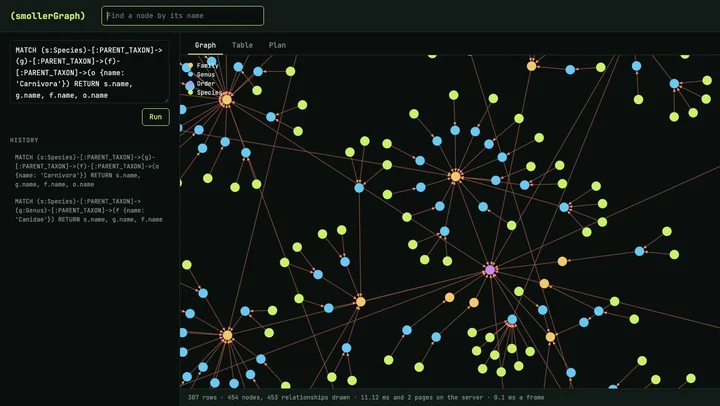 (smollerGraph)
Find a node by its name
MATCH (s:Species)-[:PARENT_TAXON]->
(g)-[:PARENT_TAXON]->(f)-
[:PARENT_TAXON]->(o {name:
'Carnivora'}) RETURN s.name,
g.name, f.name, o.name
Run
HISTORY
MATCH (s:Species)-[:PARENT_TAXON]->(g)-
[:PARENT_TAXON]->(f)-[:PARENT_TAXON]->(o
{name: 'Carnivora'}) RETURN s.name,
g.name, f.name, o.name
MATCH (s:Species)-[:PARENT_TAXON]->
(g:Genus)-[:PARENT_TAXON]->(f {name:
'Canidae'}) RETURN s.name, g.name, f.name
Graph Table Plan
Family
Genus
Order
Species
307 rows · 454 nodes, 453 relationships drawn · 11.12 ms and 2 pages on the server · 0.1 ms a frame